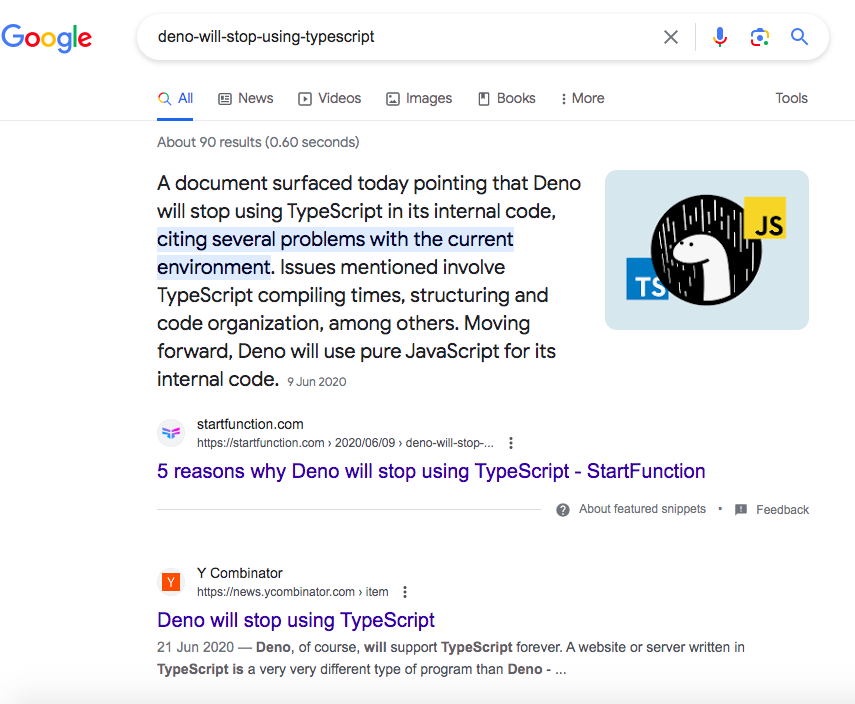 Google
deno-will-stop-using-typescript
All News Videos Images Books More Tools
About 90 results (0.60 seconds)
A document surfaced today pointing that Deno
will stop using TypeScript in its internal code,
citing several problems with the current
environment. Issues mentioned involve
TypeScript compiling times, structuring and
code organization, among others. Moving
forward, Deno will use pure JavaScript for its
internal code. 9 Jun 2020
JS
TS
startfunction.com
https://startfunction.com › 2020/06/09 › deno-will-stop-...
5 reasons why Deno will stop using TypeScript - StartFunction
About featured snippets • Feedback
Y
Y Combinator
https://news.ycombinator.com › item
Deno will stop using TypeScript
21 Jun 2020 — Deno, of course, will support TypeScript forever. A website or server written in
TypeScript is a very very different type of program than Deno - ...